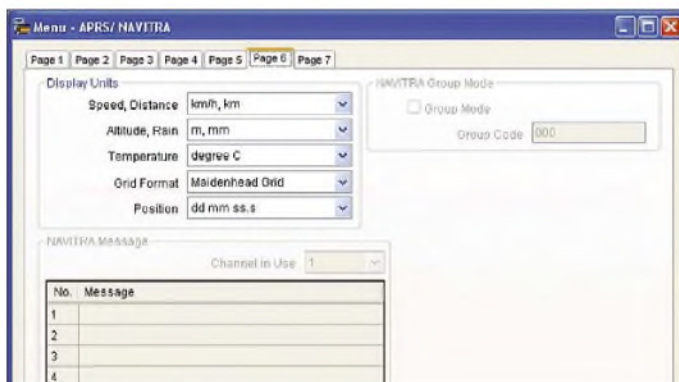 Menu - APRS/ NAVITRA
Page 1 Page 2 Page 3 Page 4 Page 5 Page 6 Page 7
Display Units
Speed, Distance km/h, km
Altitude, Rain m, mm
Temperature degree C
Grid Format Maidenhead Grid
Position dd mm ss.s
NAVITRA Group Mode
Group Mode
Group Code 000
NAVITRA Message
Channel in Use 1
No. Message
1
2
3
4